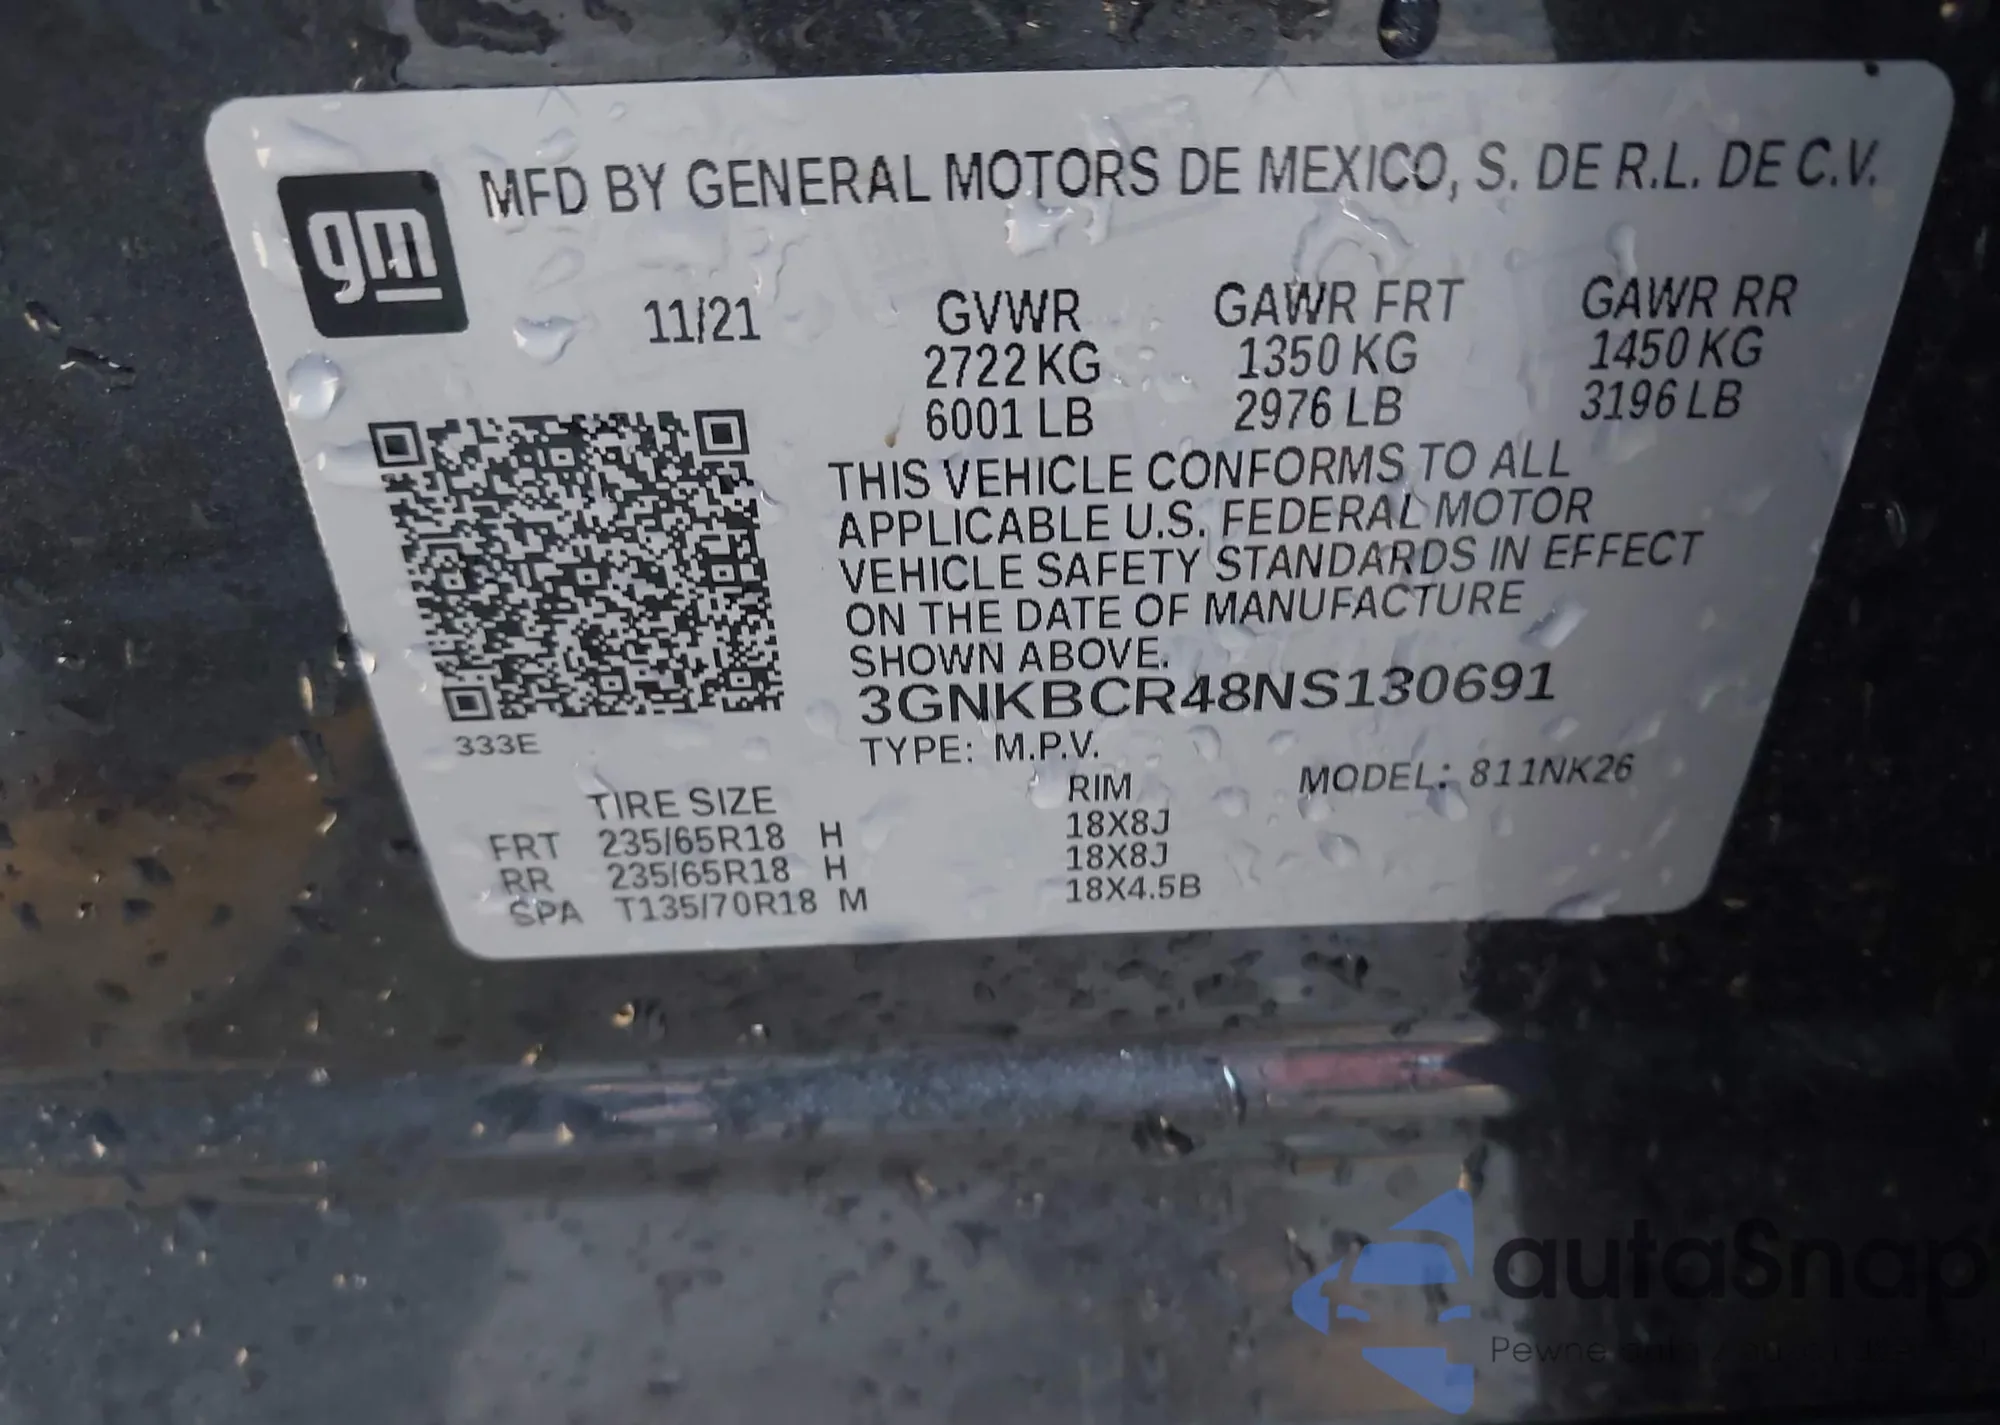 gm
MFD BY GENERAL MOTORS DE MEXICO, S. DE R.L. DE C.V.
11/21 GVWR GAWR FRT GAWR RR
2722 KG 1350 KG 1450 KG
6001 LB 2976 LB 3196 LB
THIS VEHICLE CONFORMS TO ALL
APPLICABLE U.S. FEDERAL MOTOR
VEHICLE SAFETY STANDARDS IN EFFECT
ON THE DATE OF MANUFACTURE
SHOWN ABOVE.
3GNKBCR48NS130691
333E
TYPE: M.P.V.
MODEL: 811NK26
TIRE SIZE RIM
FRT 235/65R18 H 18X8J
RR 235/65R18 H 18X8J
SPA T135/70R18 M 18X4.5B
autaSnap
Pewne